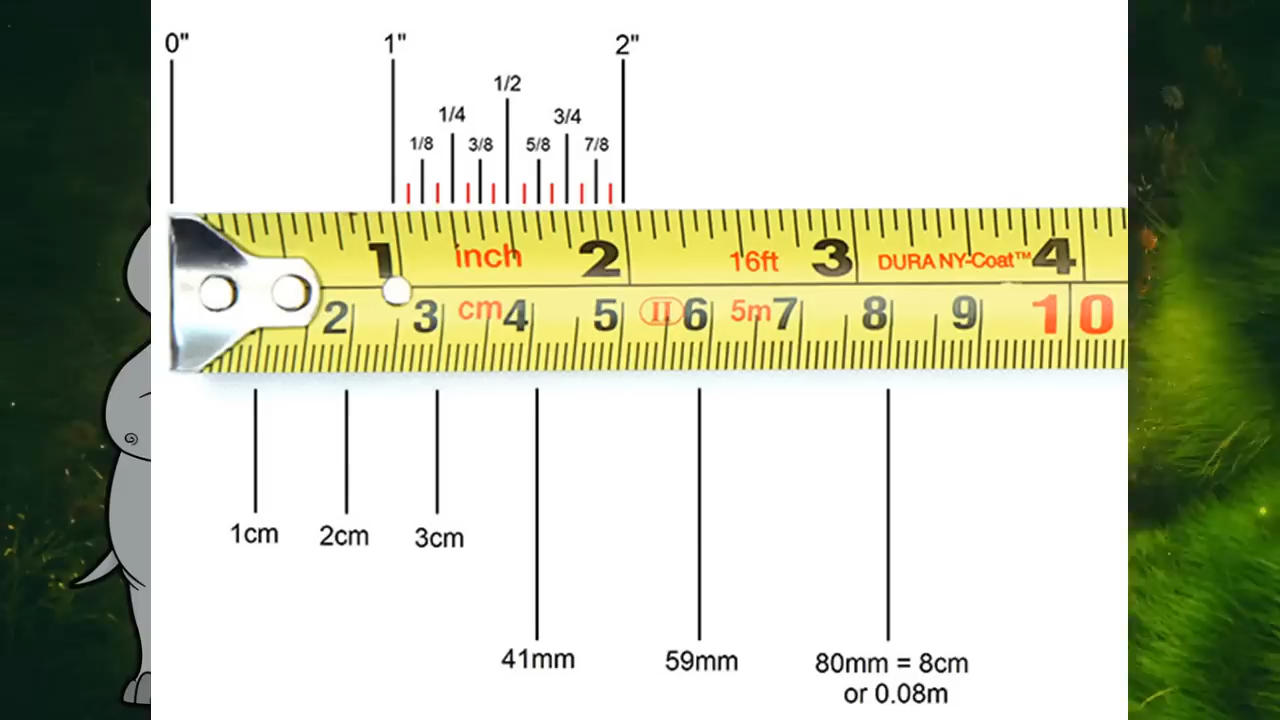 0" 1" 2"
1/2
1/4 3/4
1/8 3/8 5/8 7/8
1 inch 2 16ft 3 DURA NY-Coat™ 4
2 3 cm 4 5 II 6 5m 7 8 9 10
1cm 2cm 3cm
41mm 59mm 80mm = 8cm
or 0.08m